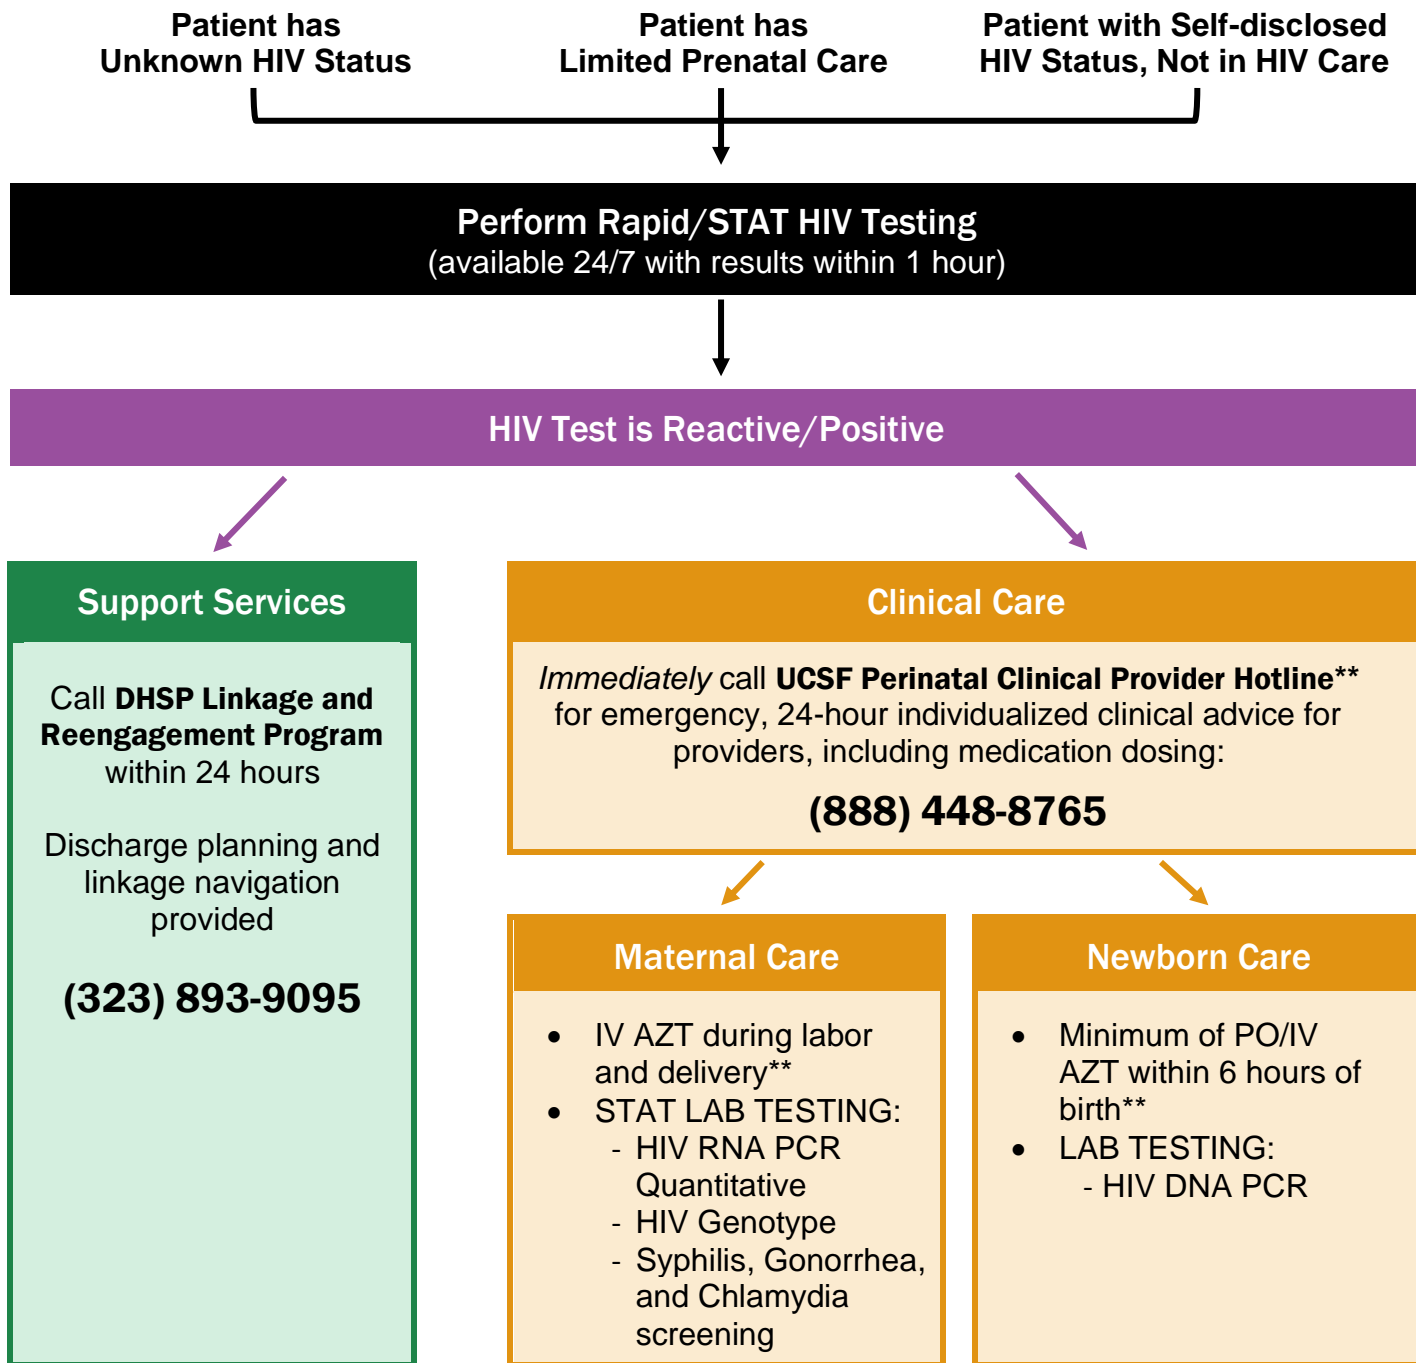 Patient has
Unknown HIV Status
Patient has
Limited Prenatal Care
Patient with Self-disclosed
HIV Status, Not in HIV Care
Perform Rapid/STAT HIV Testing
(available 24/7 with results within 1 hour)
HIV Test is Reactive/Positive
Support Services
Call DHSP Linkage and
Reengagement Program
within 24 hours
Discharge planning and
linkage navigation
provided
(323) 893-9095
Clinical Care
Immediately call UCSF Perinatal Clinical Provider Hotline**
for emergency, 24-hour individualized clinical advice for
providers, including medication dosing:
(888) 448-8765
Maternal Care
• IV AZT during labor
and delivery**
• STAT LAB TESTING:
- HIV RNA PCR
Quantitative
- HIV Genotype
- Syphilis, Gonorrhea,
and Chlamydia
screening
Newborn Care
• Minimum of PO/IV
AZT within 6 hours of
birth**
• LAB TESTING:
- HIV DNA PCR